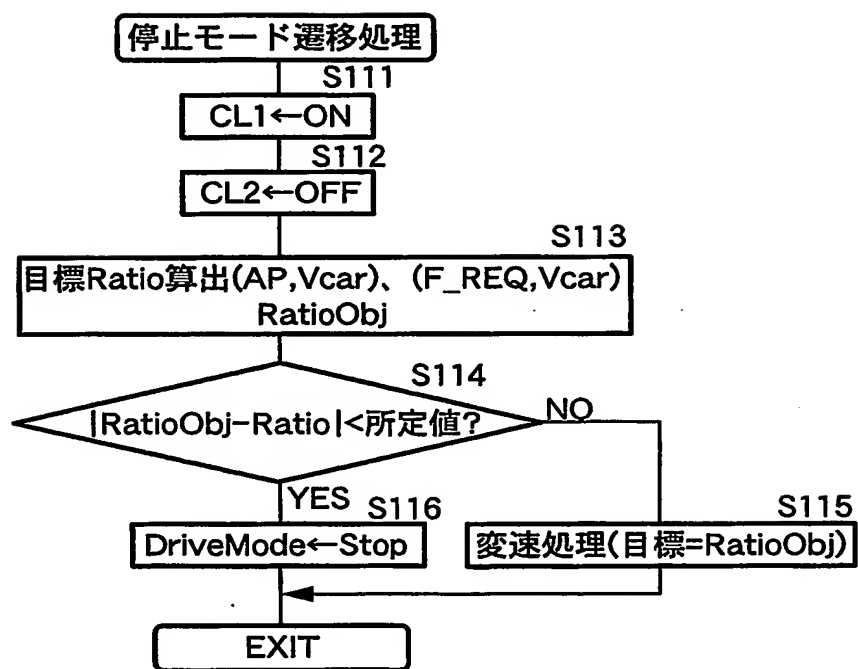 停止モード遷移処理
S111
CL1←ON
S112
CL2←OFF
S113
目標Ratio算出(AP,Vcar)、(F_REQ,Vcar)
RatioObj
S114
|RatioObj-Ratio|<所定値?
NO
YES
S116
DriveMode←Stop
S115
変速処理(目標=RatioObj)
EXIT